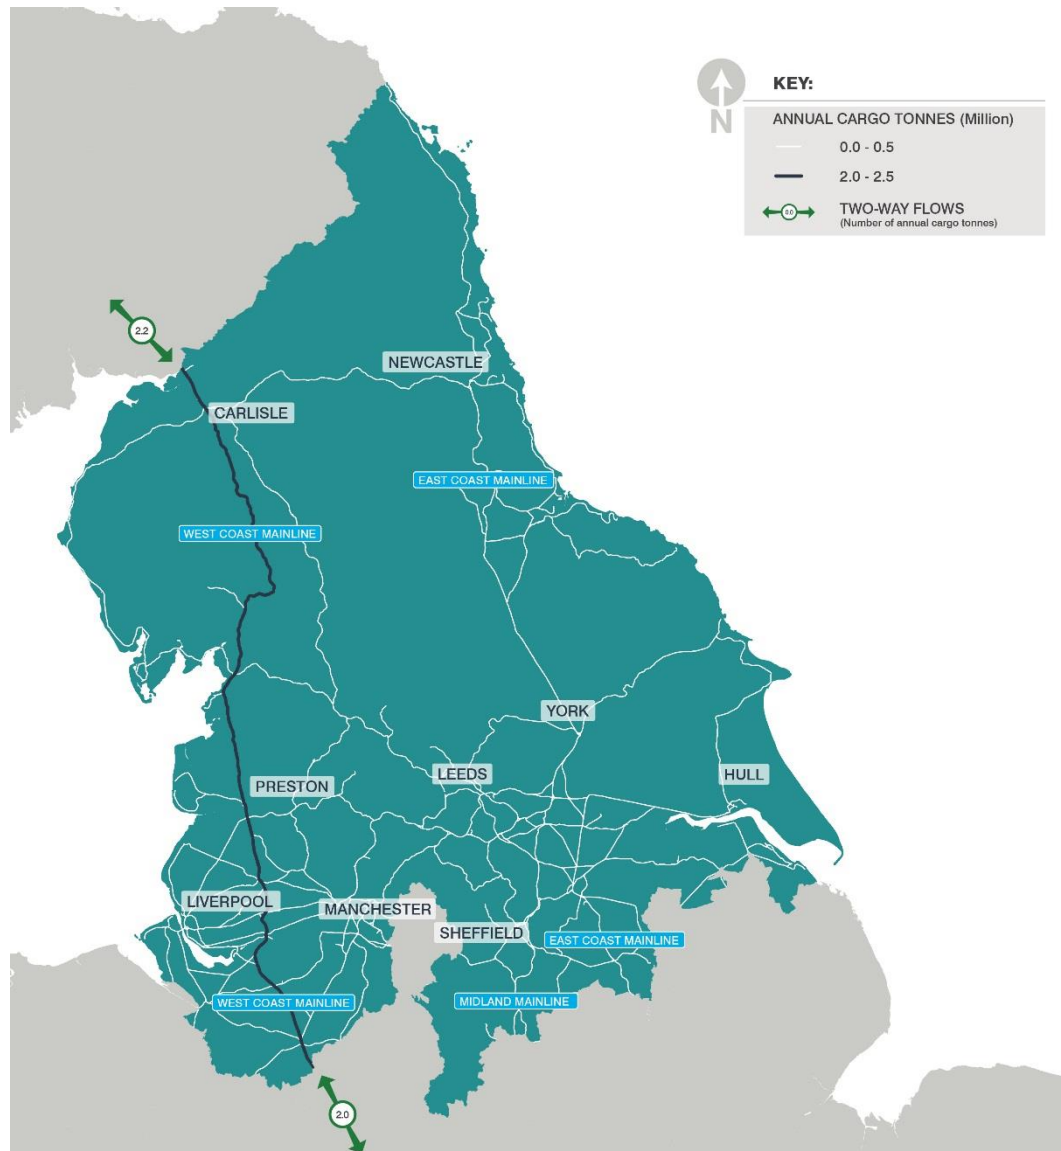 KEY:
N
ANNUAL CARGO TONNES (Million)
0.0 - 0.5
2.0 - 2.5
0.0
TWO-WAY FLOWS
(Number of annual cargo tonnes)
2.2
NEWCASTLE
CARLISLE
EAST COAST MAINLINE
WEST COAST MAINLINE
YORK
LEEDS
HULL
PRESTON
LIVERPOOL
MANCHESTER
SHEFFIELD
EAST COAST MAINLINE
WEST COAST MAINLINE
MIDLAND MAINLINE
2.0